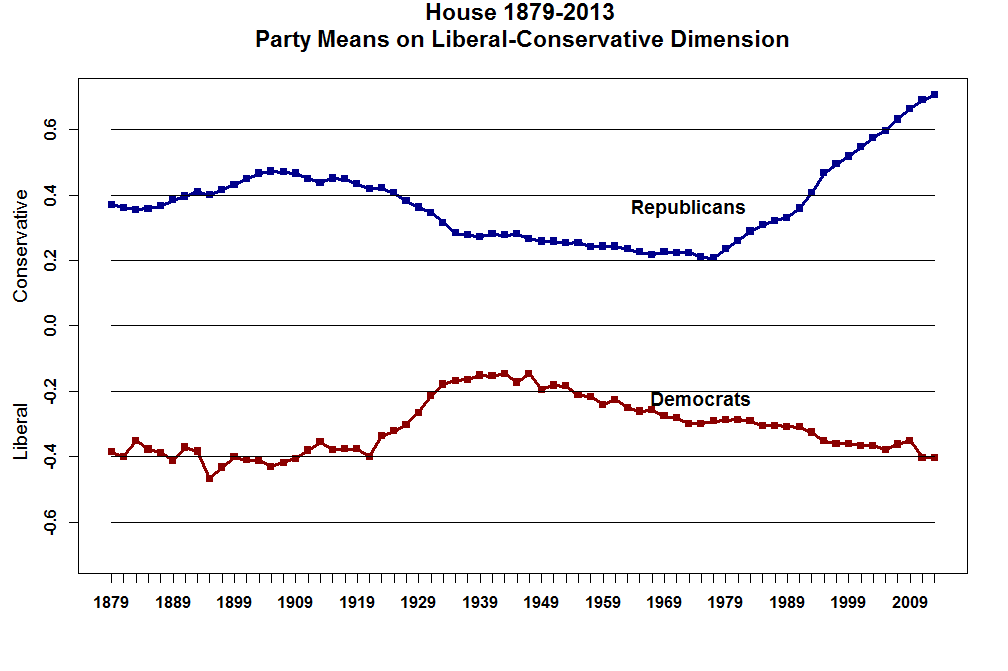 House 1879-2013
Party Means on Liberal-Conservative Dimension
Conservative
Liberal
0.6
0.4
0.2
0.0
-0.2
-0.4
-0.6
Republicans
Democrats
1879 1889 1899 1909 1919 1929 1939 1949 1959 1969 1979 1989 1999 2009